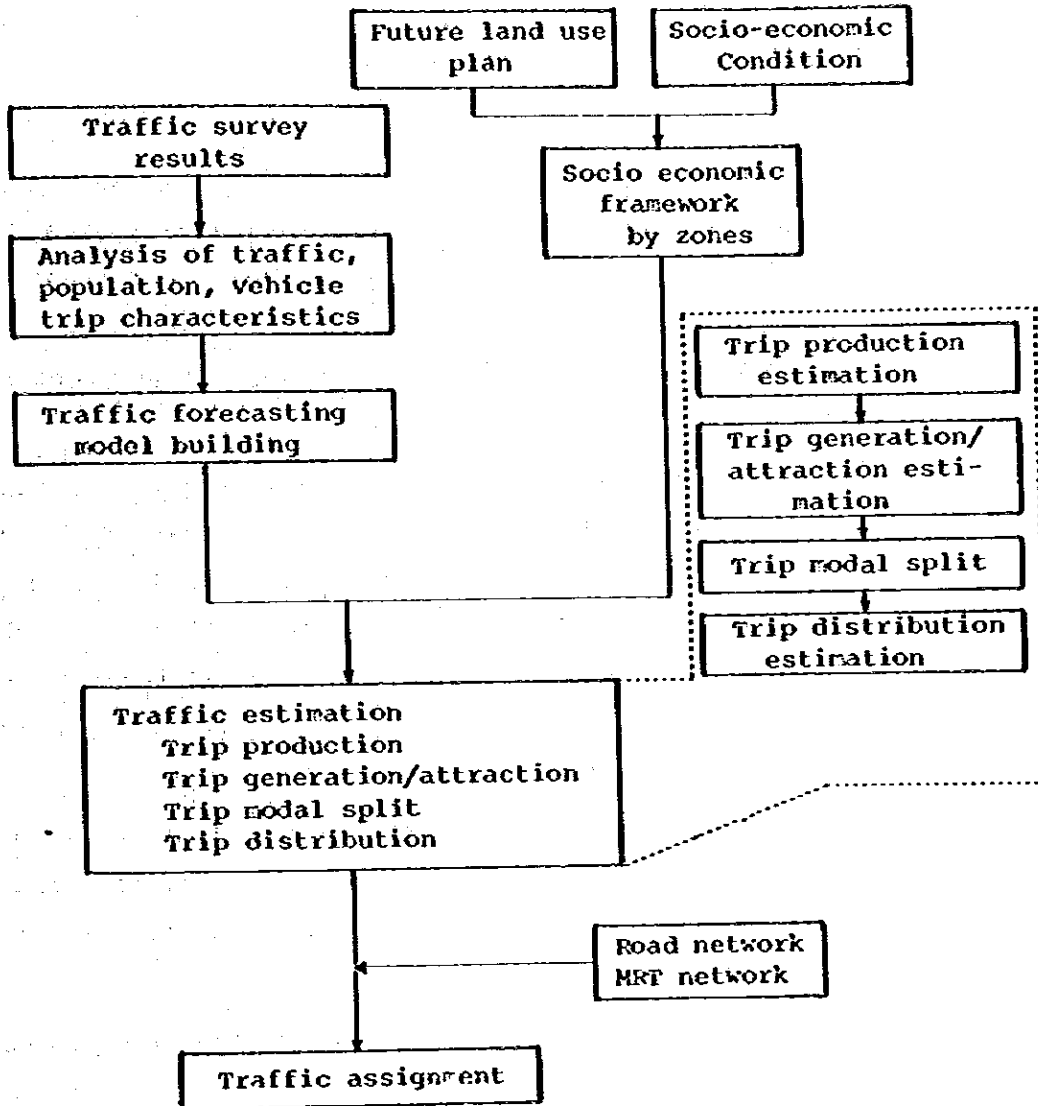 Future land use
plan
Socio-economic
Condition
Traffic survey
results
Socio economic
framework
by zones
Analysis of traffic,
population, vehicle
trip characteristics
Traffic forecasting
model building
Trip production
estimation
Trip generation/
attraction esti-
mation
Trip modal split
Trip distribution
estimation
Traffic estimation
Trip production
Trip generation/attraction
Trip modal split
Trip distribution
Road network
MRT network
Traffic assignment